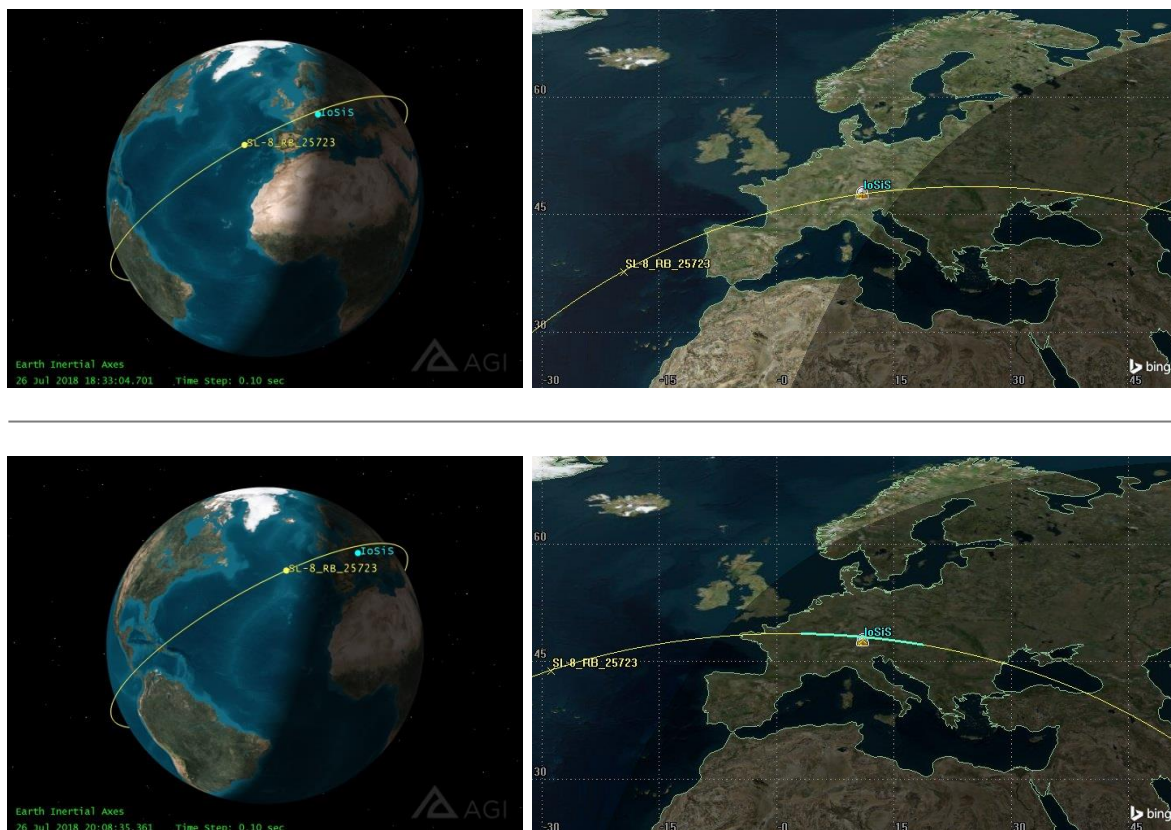 IoSiS
SL-8_RB_25723
Earth Inertial Axes
AGI
26 Jul 2018 18:33:04.701 Time Step: 0.10 sec
60
IoSiS
45
SL-8_RB_25723
30
bing
-30 -15 -0 15 30 45
IoSiS
SL-8_RB_25723
Earth Inertial Axes
AGI
26 Jul 2018 20:08:35.361 Time Step: 0.10 sec
60
IoSiS
45
SL-8_RB_25723
30
bing
-30 -15 -0 15 30 45